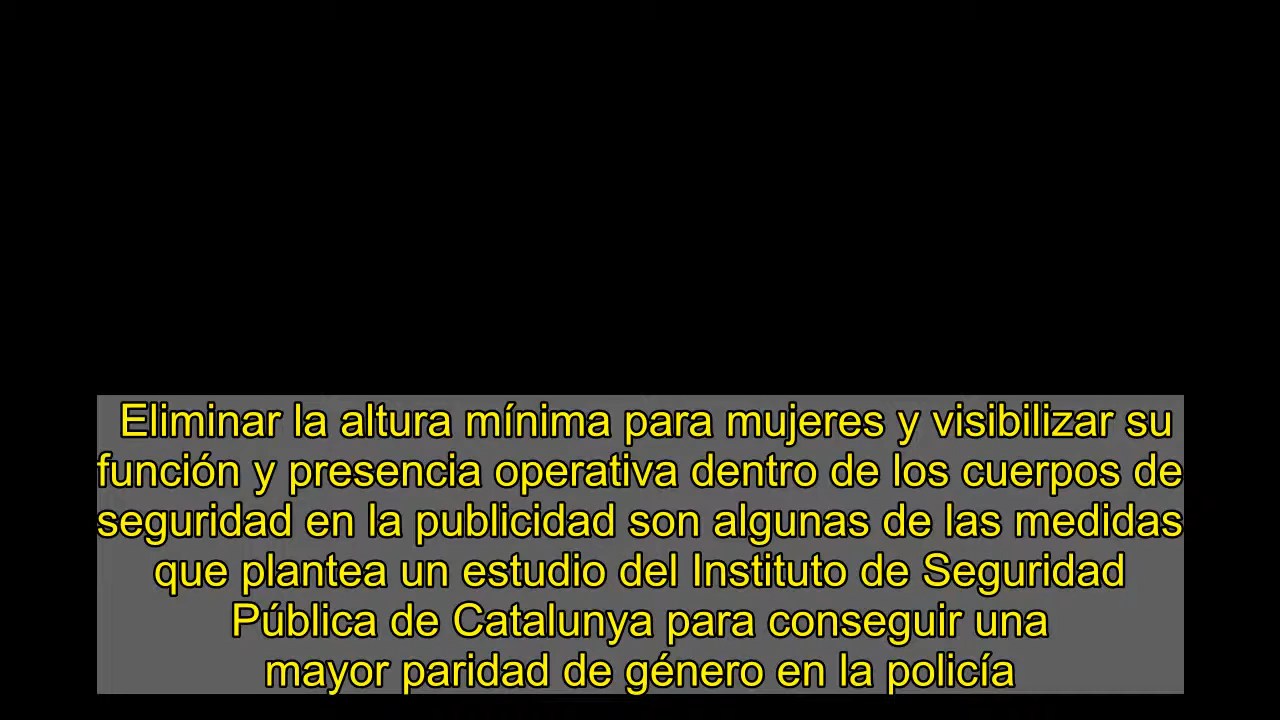 Eliminar la altura mínima para mujeres y visibilizar su
función y presencia operativa dentro de los cuerpos de
seguridad en la publicidad son algunas de las medidas
que plantea un estudio del Instituto de Seguridad
Pública de Catalunya para conseguir una
mayor paridad de género en la policía